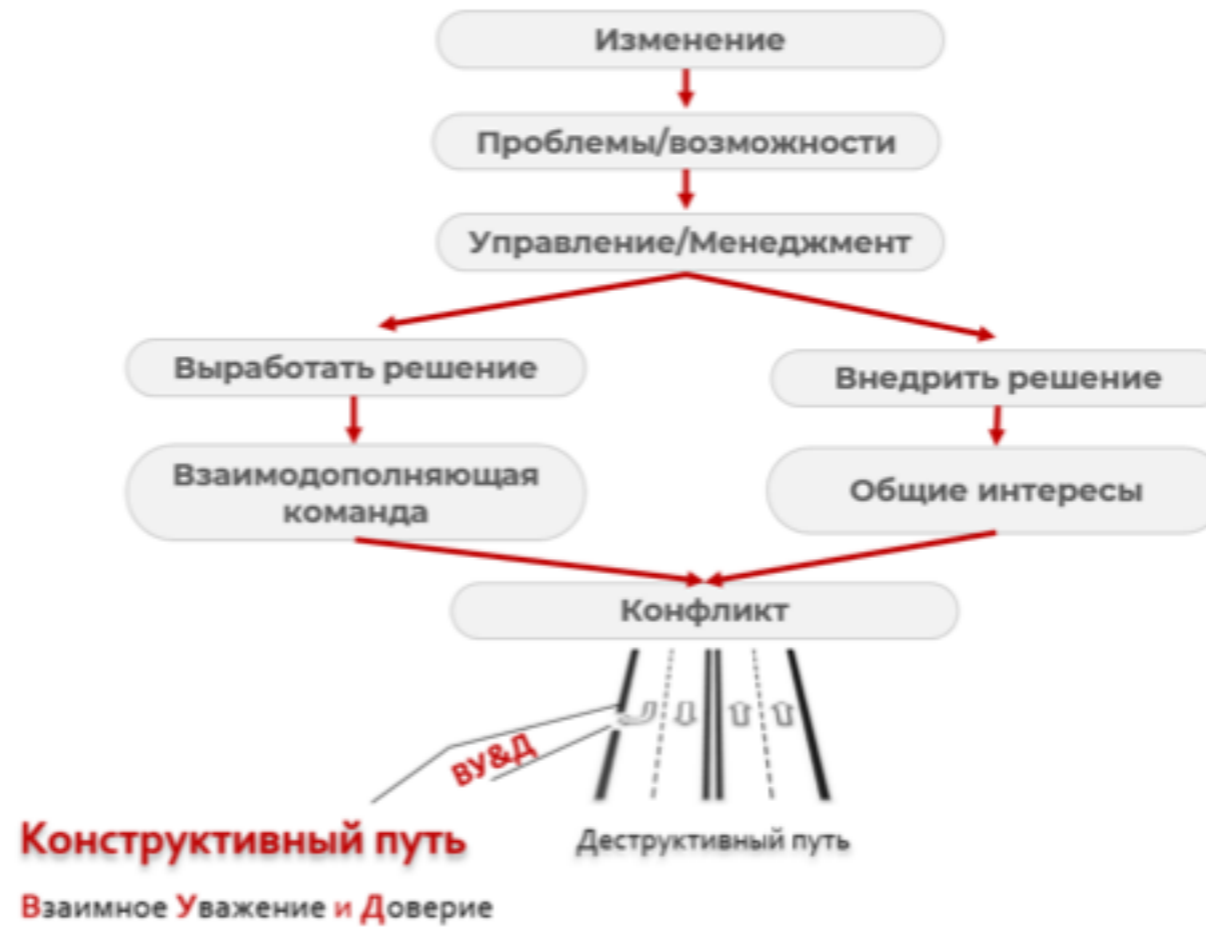 Изменение
Проблемы/возможности
Управление/Менеджмент
Выработать решение
Внедрить решение
Взаимодополняющая
команда
Общие интересы
Конфликт
ВУ&Д
Конструктивный путь
Деструктивный путь
Взаимное Уважение и Доверие